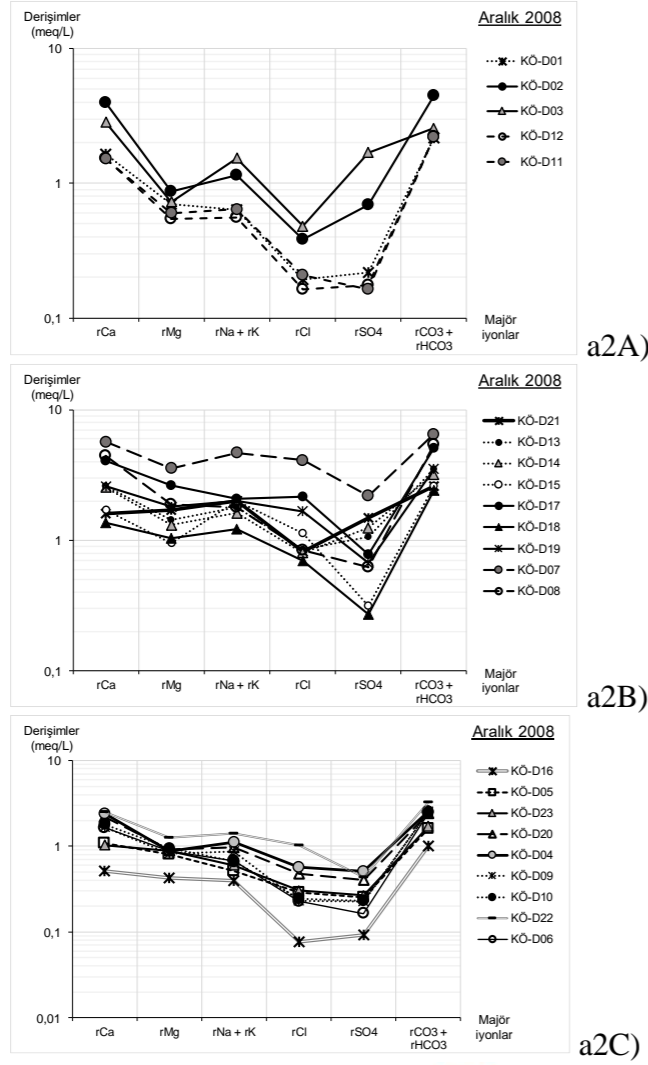 Derişimler
(meq/L)
Aralık 2008
10
1
0,1
rCa
rMg
rNa + rK
rCl
rSO4
rCO3 +
rHCO3
Majör
iyonlar
KÖ-D01
KÖ-D02
KÖ-D03
KÖ-D12
KÖ-D11
a2A)
Derişimler
(meq/L)
Aralık 2008
10
1
0,1
rCa
rMg
rNa + rK
rCl
rSO4
rCO3 +
rHCO3
Majör
iyonlar
KÖ-D21
KÖ-D13
KÖ-D14
KÖ-D15
KÖ-D17
KÖ-D18
KÖ-D19
KÖ-D07
KÖ-D08
a2B)
Derişimler
(meq/L)
Aralık 2008
10
1
0,1
0,01
rCa
rMg
rNa + rK
rCl
rSO4
rCO3 +
rHCO3
Majör
iyonlar
KÖ-D16
KÖ-D05
KÖ-D23
KÖ-D20
KÖ-D04
KÖ-D09
KÖ-D10
KÖ-D22
KÖ-D06
a2C)